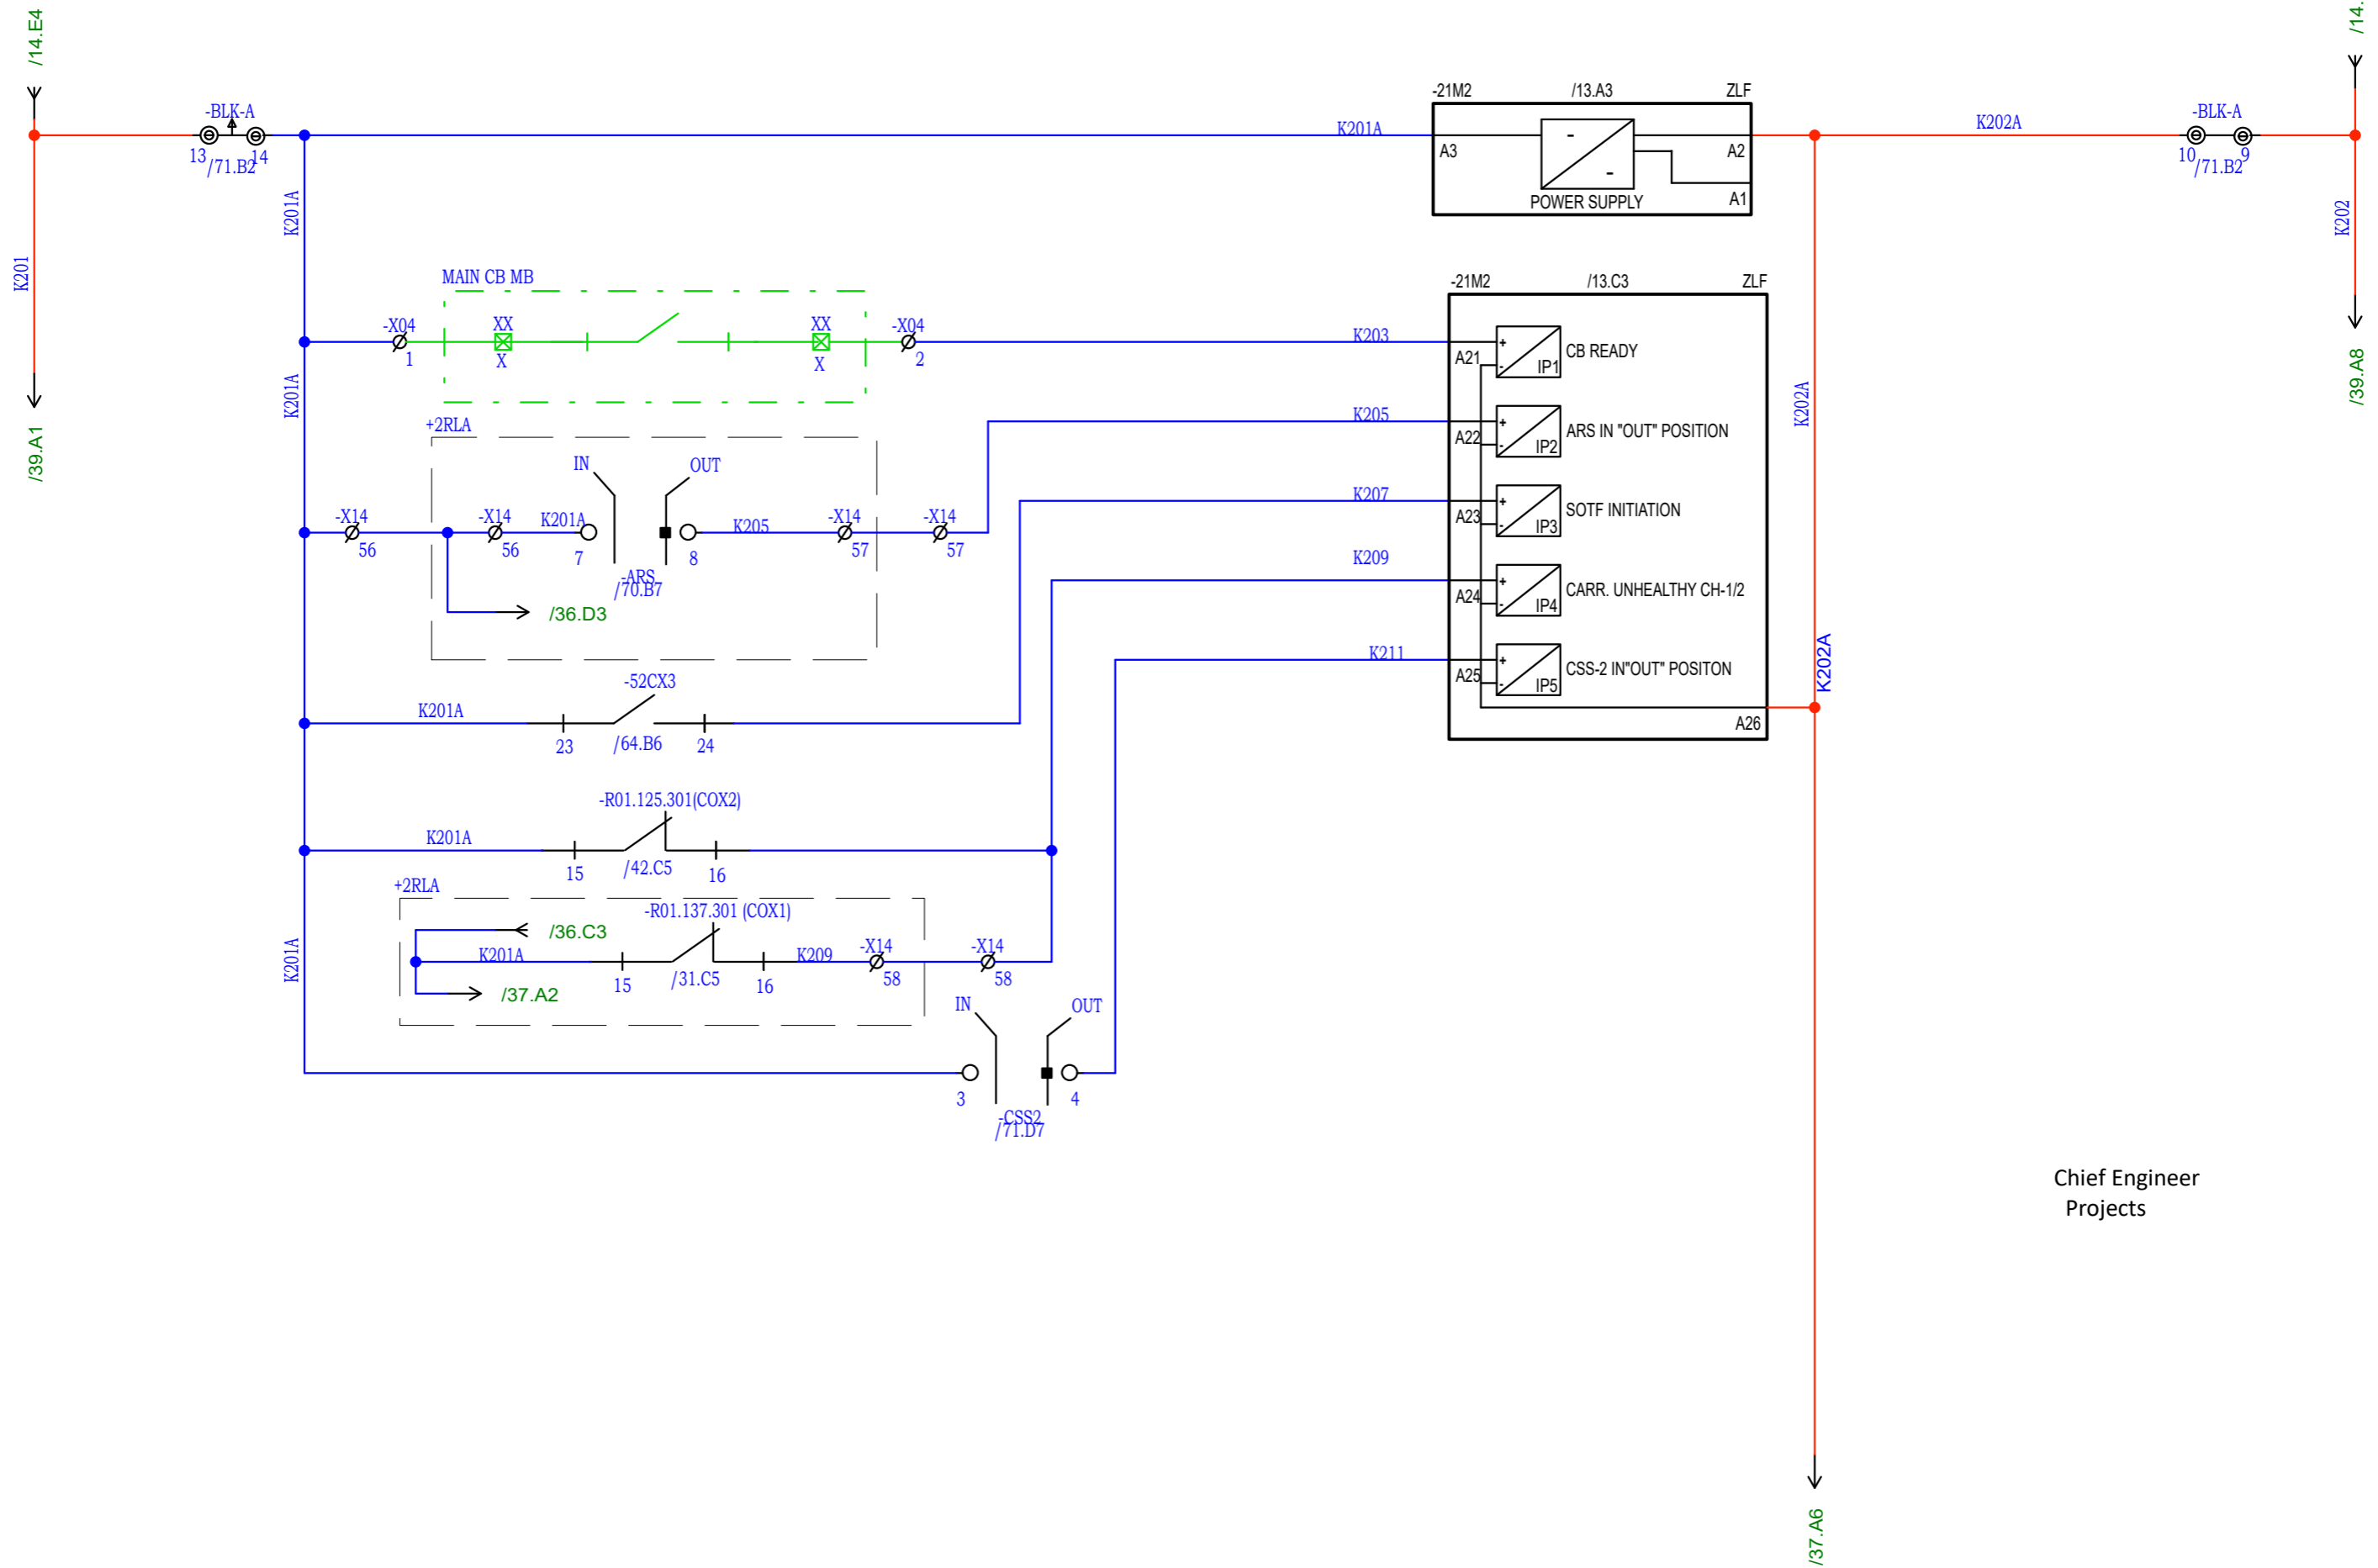 /14.E4
/14.
-BLK-A
13
14
/71.B2
K201A
-21M2 /13.A3 ZLF
A3
-
-
A2
A1
POWER SUPPLY
K202A
-BLK-A
10
9
/71.B2
K201
K201A
K202
MAIN CB MB
-X04
1
XX
X
XX
X
-X04
2
K203
-21M2 /13.C3 ZLF
A21
+
-
IP1
CB READY
K201A
K202A
/39.A1
/39.A8
+2RLA
K205
A22
+
-
IP2
ARS IN "OUT" POSITION
IN
OUT
-X14
56
-X14
56
K201A
7
8
K205
-X14
57
-X14
57
-ARS
/70.B7
/36.D3
K207
A23
+
-
IP3
SOTF INITIATION
K209
A24
+
-
IP4
CARR. UNHEALTHY CH-1/2
K211
A25
+
-
IP5
CSS-2 IN"OUT" POSITON
A26
K202A
-52CX3
K201A
23
/64.B6
24
-R01.125.301(COX2)
K201A
15
/42.C5
16
+2RLA
-R01.137.301 (COX1)
/36.C3
K201A
15
/31.C5
16
K209
-X14
58
-X14
58
/37.A2
K201A
IN
OUT
3
4
-CSS2
/71.D7
Chief Engineer
Projects
/37.A6